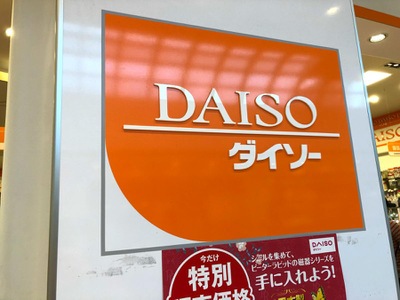 DAISO
ダイソー
今だけ
特別
DAISO
シールを集めて、
ピーターラビットの磁器シリーズを
手に入れよう!